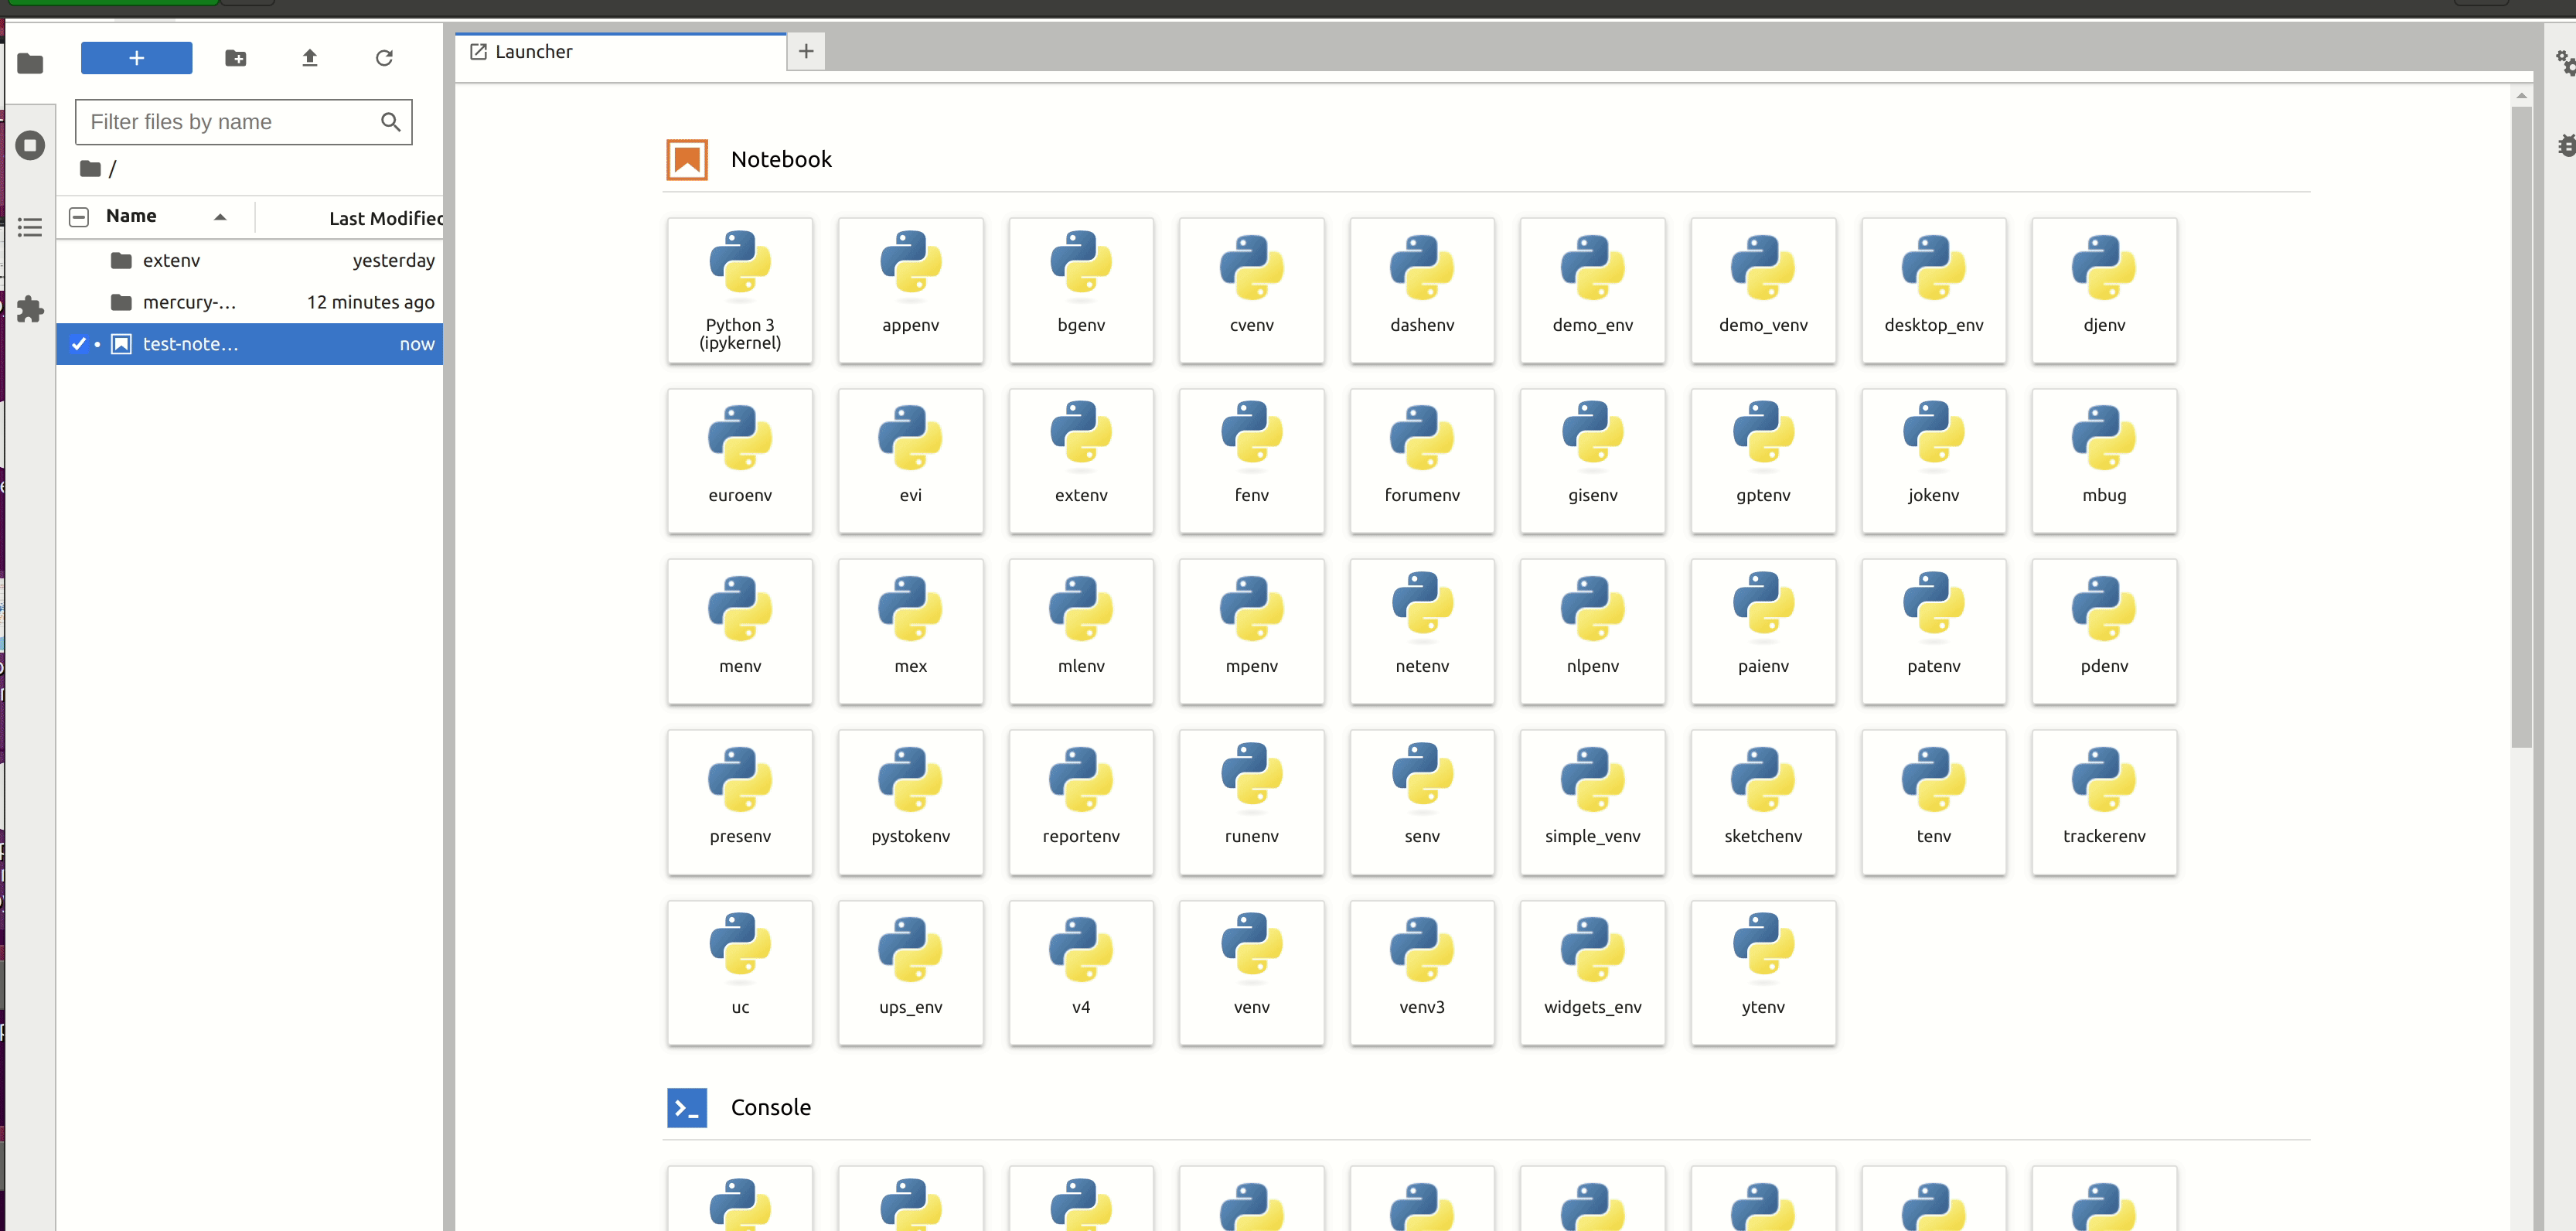 Launcher
Filter files by name
/
Name
Last Modified
extenv
yesterday
mercury-...
12 minutes ago
test-note...
now
Notebook
Python 3
(ipykernel)
appenv
bgenv
cvenv
dashenv
demo_env
demo_venv
desktop_env
djenv
euroenv
evi
extenv
fenv
forumenv
gisenv
gptenv
jokenv
mbug
menv
mex
mlenv
mpenv
netenv
nlpenv
paienv
patenv
pdenv
presenv
pystokenv
reportenv
runenv
senv
simple_venv
sketchenv
tenv
trackerenv
uc
ups_env
v4
venv
venv3
widgets_env
ytenv
Console